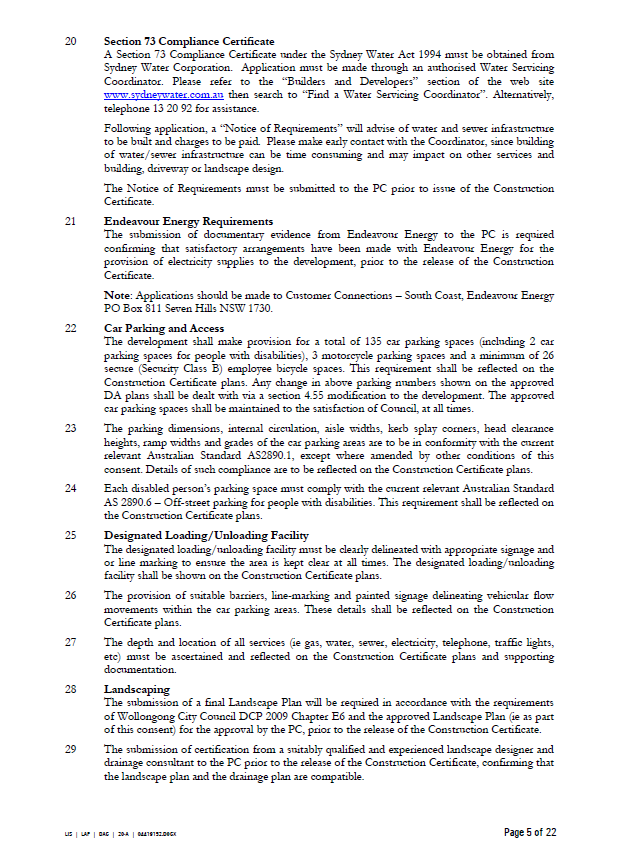 20 Section 73 Compliance Certificate
A Section 73 Compliance Certificate under the Sydney Water Act 1994 must be obtained from
Sydney Water Corporation. Application must be made through an authorised Water Servicing
Coordinator. Please refer to the “Builders and Developers” section of the web site
www.sydneywater.com.au then search to “Find a Water Servicing Coordinator”. Alternatively,
telephone 13 20 92 for assistance.
Following application, a “Notice of Requirements” will advise of water and sewer infrastructure
to be built and charges to be paid. Please make early contact with the Coordinator, since building
of water/sewer infrastructure can be time consuming and may impact on other services and
building, driveway or landscape design.
The Notice of Requirements must be submitted to the PC prior to issue of the Construction
Certificate.
21 Endeavour Energy Requirements
The submission of documentary evidence from Endeavour Energy to the PC is required
confirming that satisfactory arrangements have been made with Endeavour Energy for the
provision of electricity supplies to the development, prior to the release of the Construction
Certificate.
Note: Applications should be made to Customer Connections – South Coast, Endeavour Energy
PO Box 811 Seven Hills NSW 1730.
22 Car Parking and Access
The development shall make provision for a total of 135 car parking spaces (including 2 car
parking spaces for people with disabilities), 3 motorcycle parking spaces and a minimum of 26
secure (Security Class B) employee bicycle spaces. This requirement shall be reflected on the
Construction Certificate plans. Any change in above parking numbers shown on the approved
DA plans shall be dealt with via a section 4.55 modification to the development. The approved
car parking spaces shall be maintained to the satisfaction of Council, at all times.
23 The parking dimensions, internal circulation, aisle widths, kerb splay corners, head clearance
heights, ramp widths and grades of the car parking areas are to be in conformity with the current
relevant Australian Standard AS2890.1, except where amended by other conditions of this
consent. Details of such compliance are to be reflected on the Construction Certificate plans.
24 Each disabled person’s parking space must comply with the current relevant Australian Standard
AS 2890.6 – Off-street parking for people with disabilities. This requirement shall be reflected on
the Construction Certificate plans.
25 Designated Loading/Unloading Facility
The designated loading/unloading facility must be clearly delineated with appropriate signage and
or line marking to ensure the area is kept clear at all times. The designated loading/unloading
facility shall be shown on the Construction Certificate plans.
26 The provision of suitable barriers, line-marking and painted signage delineating vehicular flow
movements within the car parking areas. These details shall be reflected on the Construction
Certificate plans.
27 The depth and location of all services (ie gas, water, sewer, electricity, telephone, traffic lights,
etc) must be ascertained and reflected on the Construction Certificate plans and supporting
documentation.
28 Landscaping
The submission of a final Landscape Plan will be required in accordance with the requirements
of Wollongong City Council DCP 2009 Chapter E6 and the approved Landscape Plan (ie as part
of this consent) for the approval by the PC, prior to the release of the Construction Certificate.
29 The submission of certification from a suitably qualified and experienced landscape designer and
drainage consultant to the PC prior to the release of the Construction Certificate, confirming that
the landscape plan and the drainage plan are compatible.
LIS | LAP | DAG | 20-A | 04419192.DOCX Page 5 of 22